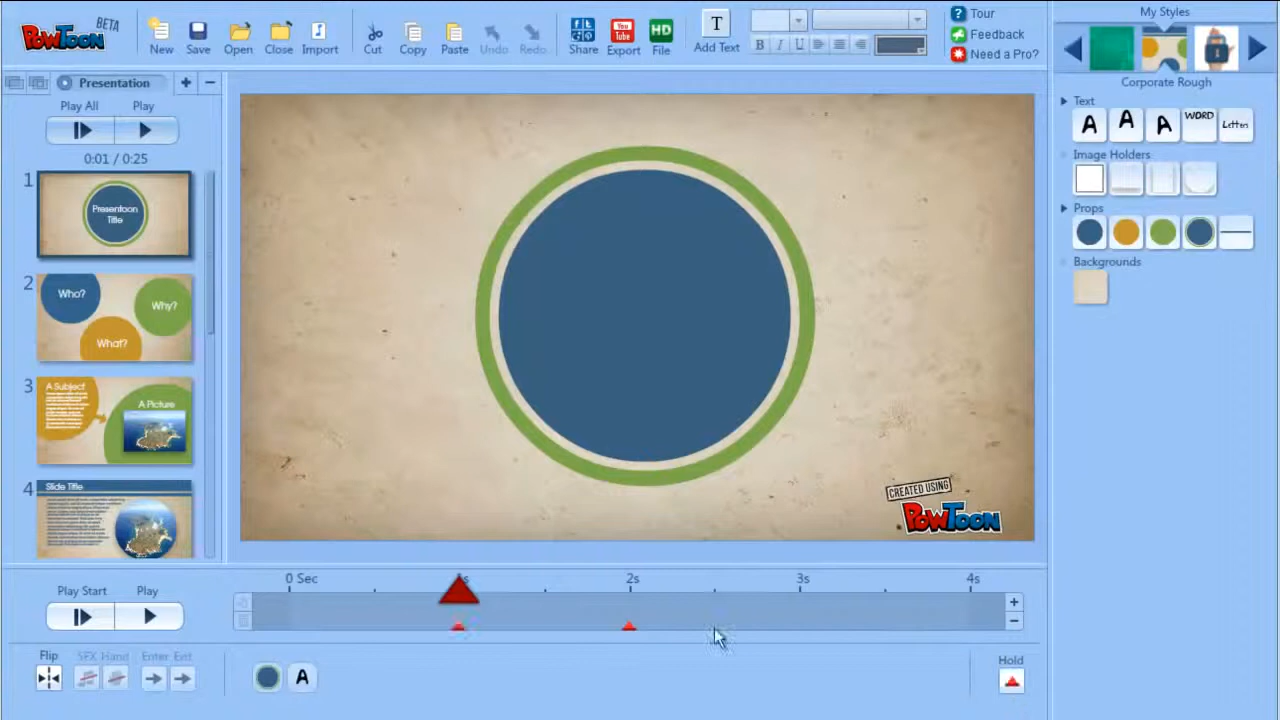 POWTOON BETA
New
Save
Open
Close
Import
Cut
Copy
Paste
Undo
Redo
Share
You Tube
Export
HD
File
T
Add Text
B I U
? Tour
Feedback
Need a Pro?
My Styles
Corporate Rough
Text
A A A WORD Letters
Image Holders
Props
Backgrounds
Presentation + -
Play All Play
0:01 / 0:25
1
Presentoon
Title
2
Who?
Why?
What?
3
A Subject
A Picture
4
Slide Title
CREATED USING
POWTOON
Play Start Play
0 Sec
2s
3s
4s
+
-
Flip
SFX Hand
Enter Exit
A
Hold